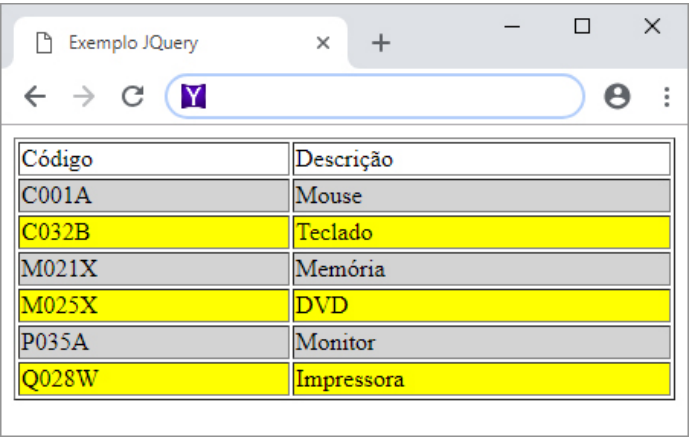 Exemplo JQuery
Y
Código Descrição
C001A Mouse
C032B Teclado
M021X Memória
M025X DVD
P035A Monitor
Q028W Impressora